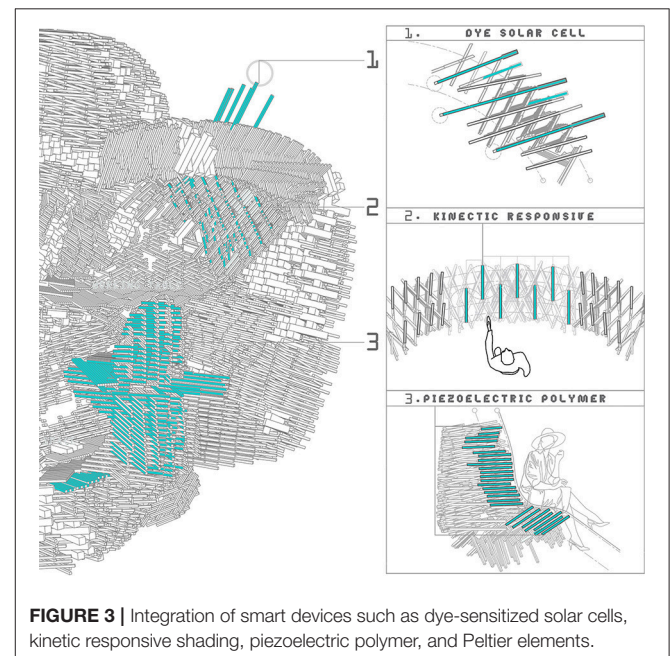 1
2
3
1. DYE SOLAR CELL
2. KINECTIC RESPONSIVE
3.PIEZOELECTRIC POLYMER
FIGURE 3 | Integration of smart devices such as dye-sensitized solar cells,
kinetic responsive shading, piezoelectric polymer, and Peltier elements.